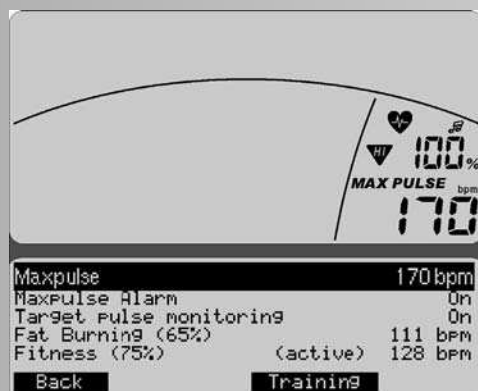 HI 100%
MAX PULSE bpm
170
Maxpulse 170 bpm
Maxpulse Alarm On
Target pulse monitoring On
Fat Burning (65%) 111 bpm
Fitness (75%) (active) 128 bpm
Back Training